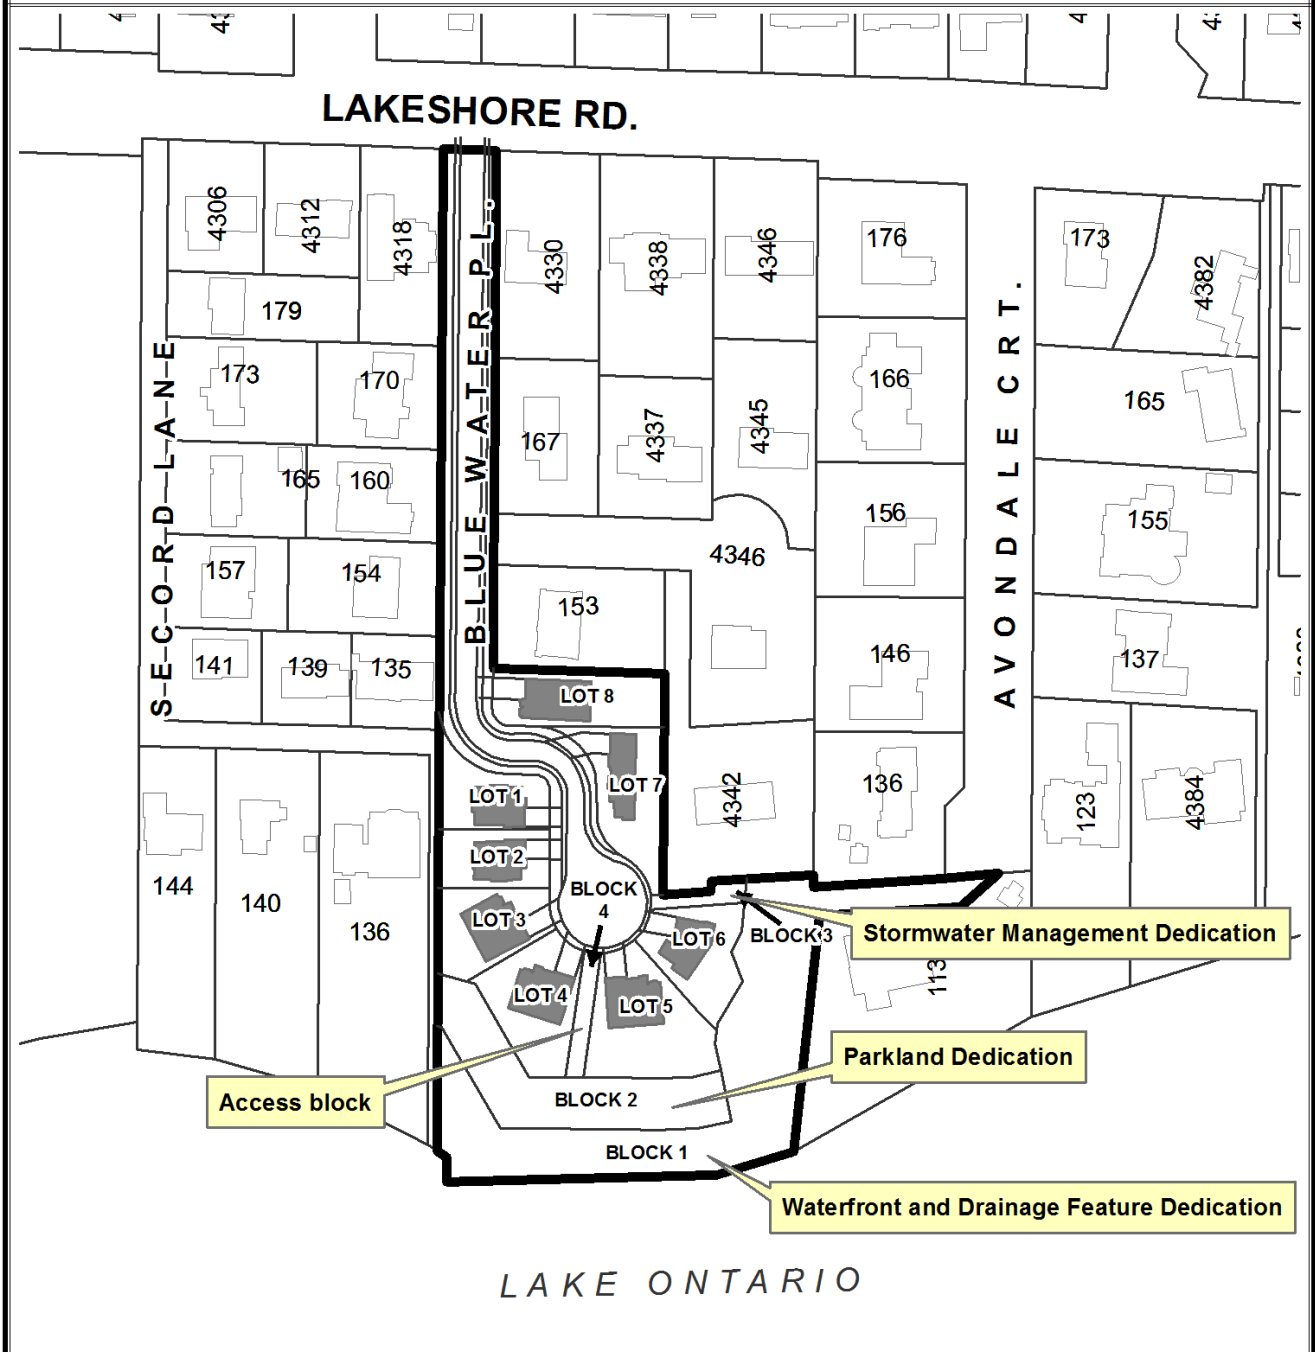 LAKESHORE RD.
4306
4312
4318
4330
4338
4346
176
173
4382
179
173
170
167
4337
4345
166
165
165
160
156
155
157
154
4346
153
141
139
135
146
137
SECORD LANE
BLUE WATER PL.
AVONDALE CRT.
LOT 8
LOT 7
LOT 1
LOT 2
LOT 3
LOT 4
LOT 5
LOT 6
4342
136
123
4384
144
140
136
BLOCK
4
BLOCK 3
113
Stormwater Management Dedication
Parkland Dedication
Access block
BLOCK 2
BLOCK 1
Waterfront and Drainage Feature Dedication
LAKE ONTARIO